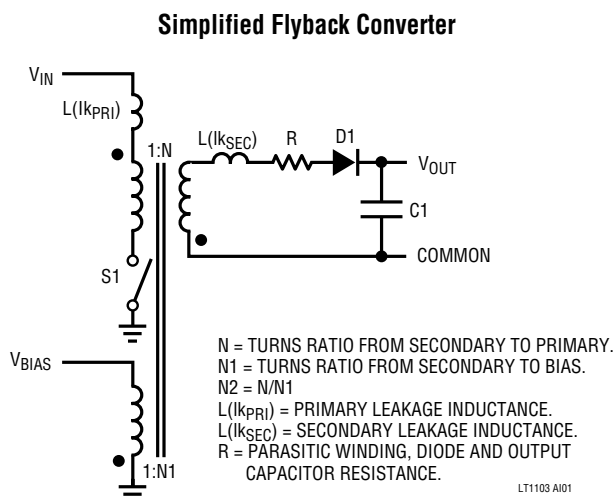 Simplified Flyback Converter
VIN
L(lkPRI)
1:N
L(lkSEC)
R
D1
VOUT
C1
COMMON
S1
VBIAS
1:N1
N = TURNS RATIO FROM SECONDARY TO PRIMARY.
N1 = TURNS RATIO FROM SECONDARY TO BIAS.
N2 = N/N1
L(lkPRI) = PRIMARY LEAKAGE INDUCTANCE.
L(lkSEC) = SECONDARY LEAKAGE INDUCTANCE.
R = PARASITIC WINDING, DIODE AND OUTPUT
CAPACITOR RESISTANCE.
LT1103 AI01